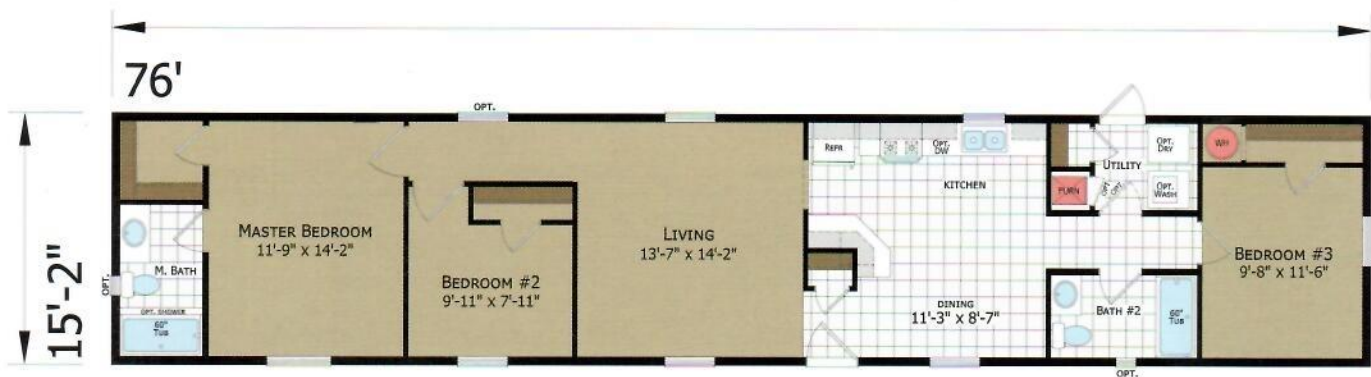 76'
15'-2"
OPT.
MASTER BEDROOM
11'-9" x 14'-2"
OPT.
M. BATH
OPT. SHOWER
60"
TUB
BEDROOM #2
9'-11" x 7'-11"
LIVING
13'-7" x 14'-2"
REFR
OPT.
DW
KITCHEN
DINING
11'-3" x 8'-7"
UTILITY
OPT.
DRY
OPT.
WASH
FURN
OPT
OPT
WH
BATH #2
60"
TUB
OPT.
BEDROOM #3
9'-8" x 11'-6"